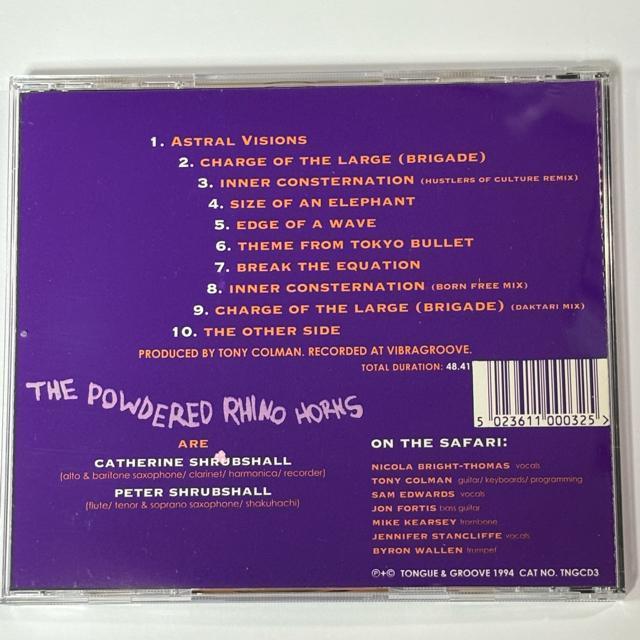 1. ASTRAL VISIONS
2. CHARGE OF THE LARGE (BRIGADE)
3. INNER CONSTERNATION (HUSTLERS OF CULTURE REMIX)
4. SIZE OF AN ELEPHANT
5. EDGE OF A WAVE
6. THEME FROM TOKYO BULLET
7. BREAK THE EQUATION
8. INNER CONSTERNATION (BORN FREE MIX)
9. CHARGE OF THE LARGE (BRIGADE) (DAKTARI MIX)
10. THE OTHER SIDE
PRODUCED BY TONY COLMAN. RECORDED AT VIBRAGROOVE.
TOTAL DURATION: 48.41
5 023611 000325 >
THE POWDERED RHINO HORNS
ARE
CATHERINE SHRUBSHALL
(alto & baritone saxophone/ clarinet/ harmonica/ recorder)
PETER SHRUBSHALL
(flute/ tenor & soprano saxophone/ shakuhachi)
ON THE SAFARI:
NICOLA BRIGHT-THOMAS vocals
TONY COLMAN guitar/ keyboards/ programming
SAM EDWARDS vocals
JON FORTIS bass guitar
MIKE KEARSEY trombone
JENNIFER STANCLIFFE vocals
BYRON WALLEN trumpet
℗+© TONGUE & GROOVE 1994 CAT NO. TNGCD3